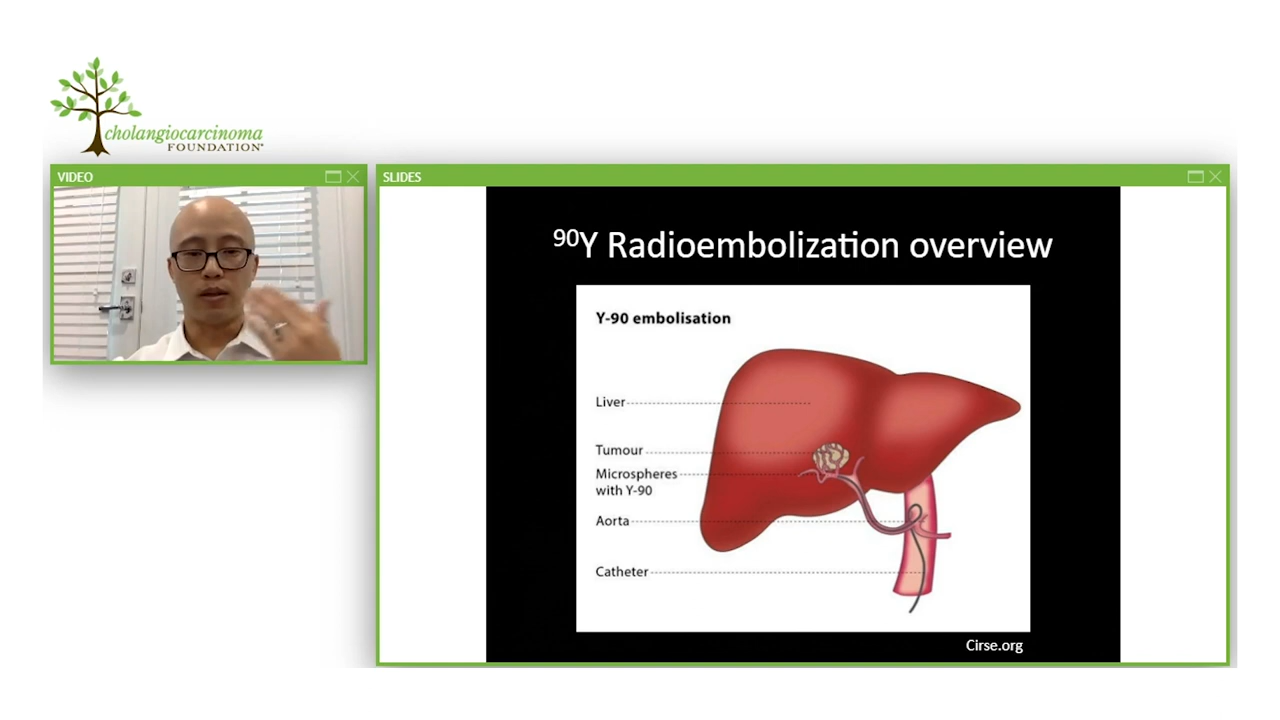 cholangiocarcinoma
FOUNDATION®
VIDEO
SLIDES
⁹⁰Y Radioembolization overview
Y-90 embolisation
Liver
Tumour
Microspheres
with Y-90
Aorta
Catheter
Cirse.org